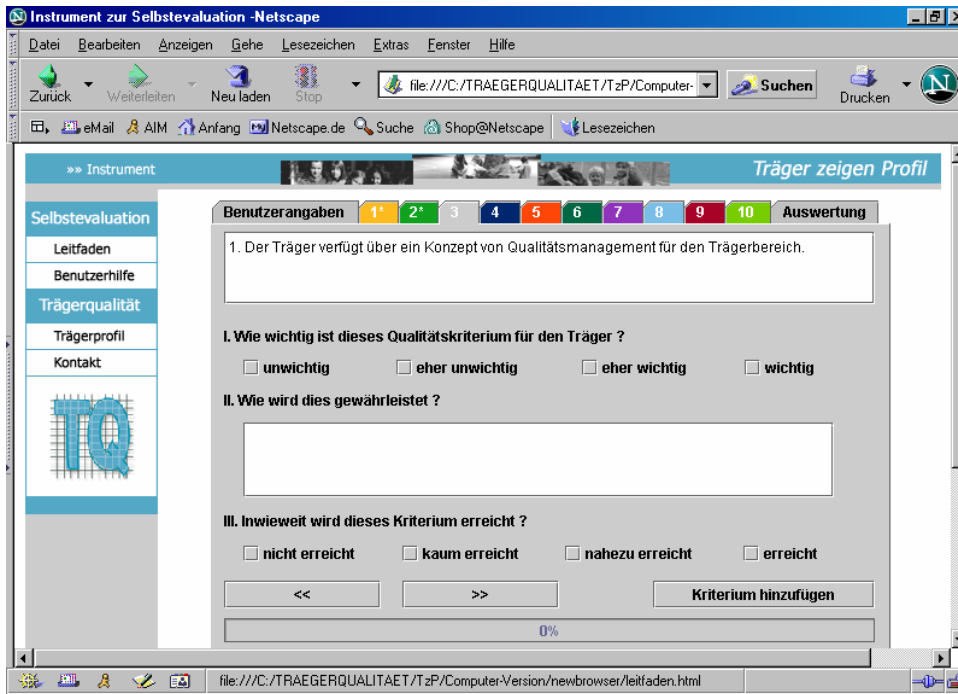 Instrument zur Selbstevaluation -Netscape
Datei Bearbeiten Anzeigen Gehe Lesezeichen Extras Fenster Hilfe
Zurück Weiterleiten Neu laden Stop file:///C:/TRAEGERQUALITAET/TzP/Computer- Suchen Drucken N
eMail AIM Anfang Netscape.de Suche Shop@Netscape Lesezeichen
»» Instrument Träger zeigen Profil
Selbstevaluation
Leitfaden
Benutzerhilfe
Trägerqualität
Trägerprofil
Kontakt
TQ
Benutzerangaben 1* 2* 3 4 5 6 7 8 9 10 Auswertung
1. Der Träger verfügt über ein Konzept von Qualitätsmanagement für den Trägerbereich.
I. Wie wichtig ist dieses Qualitätskriterium für den Träger ?
unwichtig eher unwichtig eher wichtig wichtig
II. Wie wird dies gewährleistet ?
III. Inwieweit wird dieses Kriterium erreicht ?
nicht erreicht kaum erreicht nahezu erreicht erreicht
<< >> Kriterium hinzufügen
0%
file:///C:/TRAEGERQUALITAET/TzP/Computer-Version/newbrowser/leitfaden.html